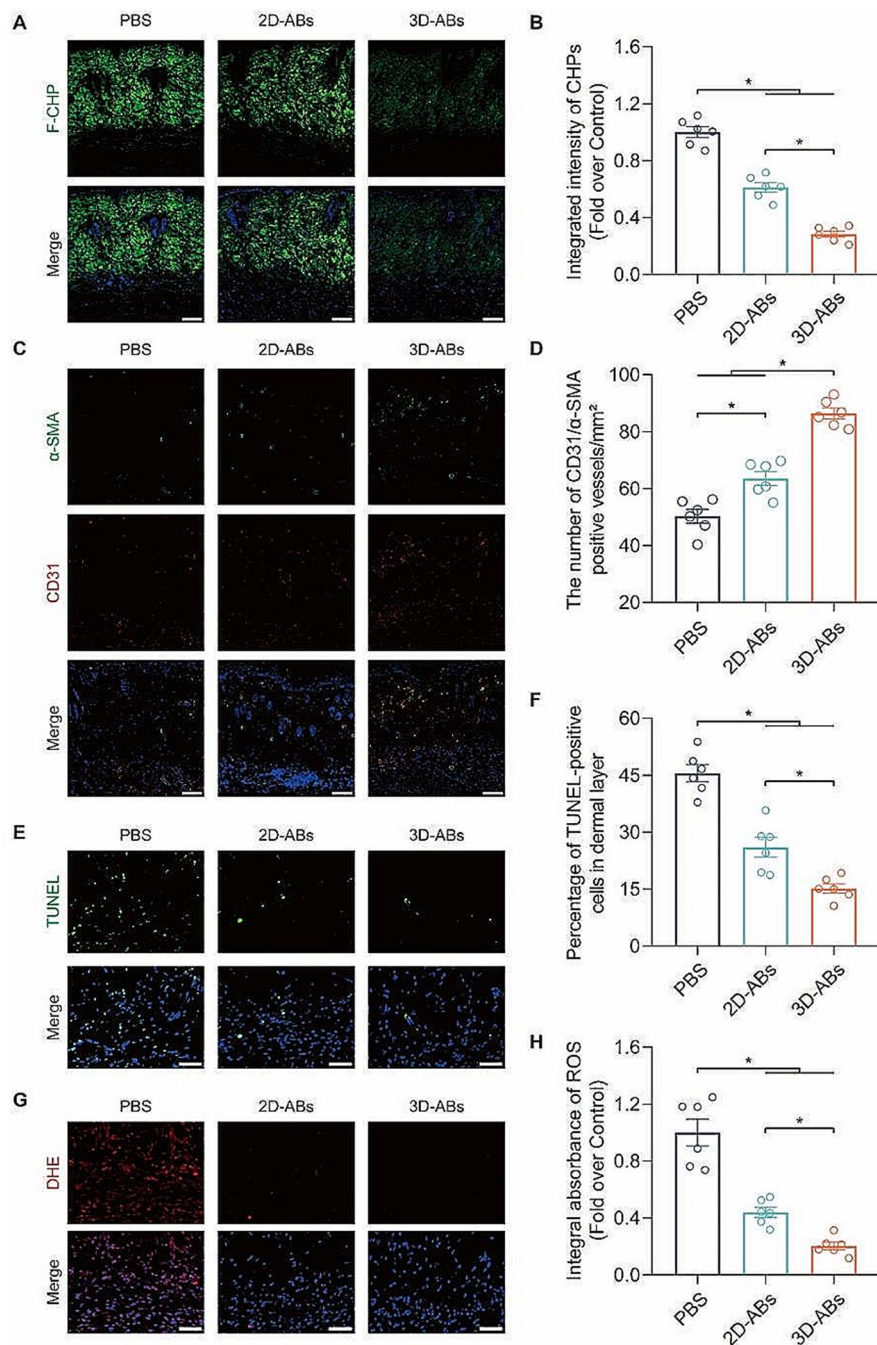 A
PBS
2D-ABs
3D-ABs
F-CHP
Merge
B
Integrated intensity of CHPs
(Fold over Control)
1.6
1.2
0.8
0.4
0.0
*
*
PBS
2D-ABs
3D-ABs
C
PBS
2D-ABs
3D-ABs
α-SMA
CD31
Merge
D
The number of CD31/α-SMA
positive vessels/mm²
100
80
60
40
20
*
*
PBS
2D-ABs
3D-ABs
E
PBS
2D-ABs
3D-ABs
TUNEL
Merge
F
Percentage of TUNEL-positive
cells in dermal layer
60
45
30
15
0
*
*
PBS
2D-ABs
3D-ABs
G
PBS
2D-ABs
3D-ABs
DHE
Merge
H
Integral absorbance of ROS
(Fold over Control)
1.6
1.2
0.8
0.4
0.0
*
*
PBS
2D-ABs
3D-ABs